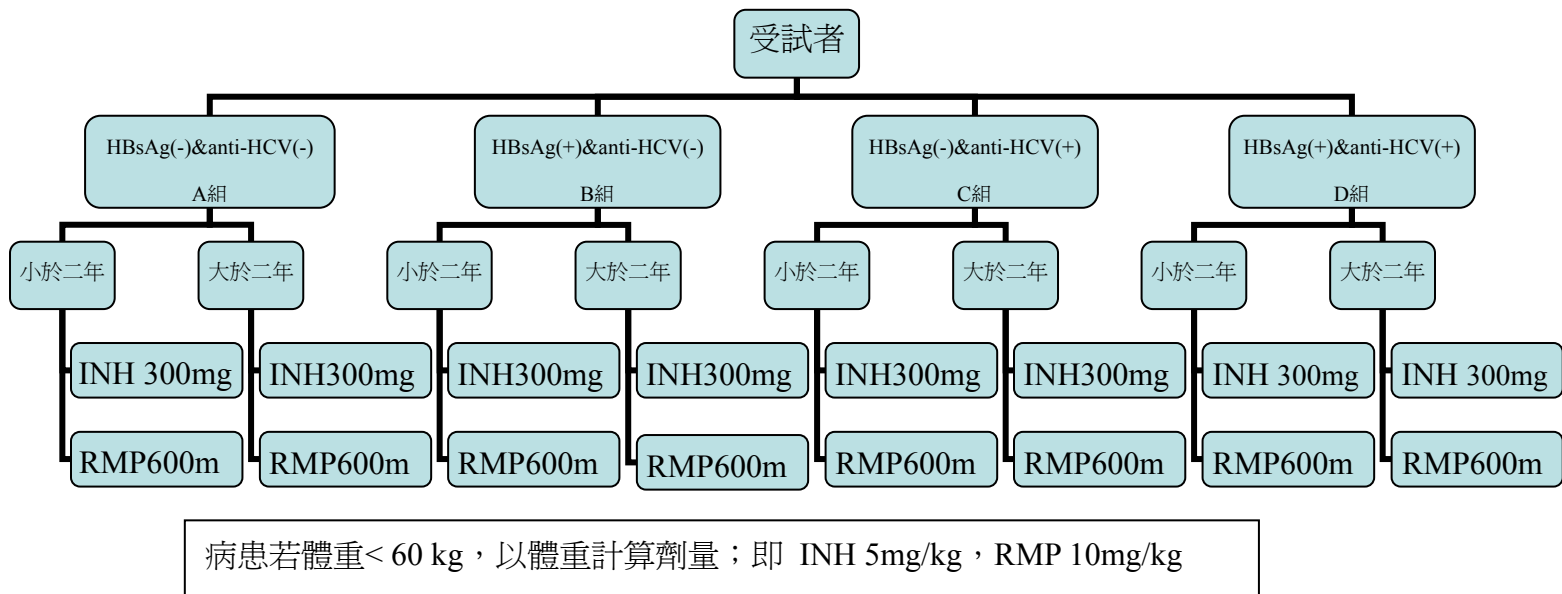 受試者
HBsAg(-)&anti-HCV(-)
A組
HBsAg(+)&anti-HCV(-)
B組
HBsAg(-)&anti-HCV(+)
C組
HBsAg(+)&anti-HCV(+)
D組
小於二年
大於二年
小於二年
大於二年
小於二年
大於二年
小於二年
大於二年
INH 300mg
INH300mg
INH300mg
INH300mg
INH300mg
INH300mg
INH 300mg
INH 300mg
RMP600m
RMP600m
RMP600m
RMP600m
RMP600m
RMP600m
RMP600m
RMP600m
病患若體重< 60 kg，以體重計算劑量；即 INH 5mg/kg，RMP 10mg/kg